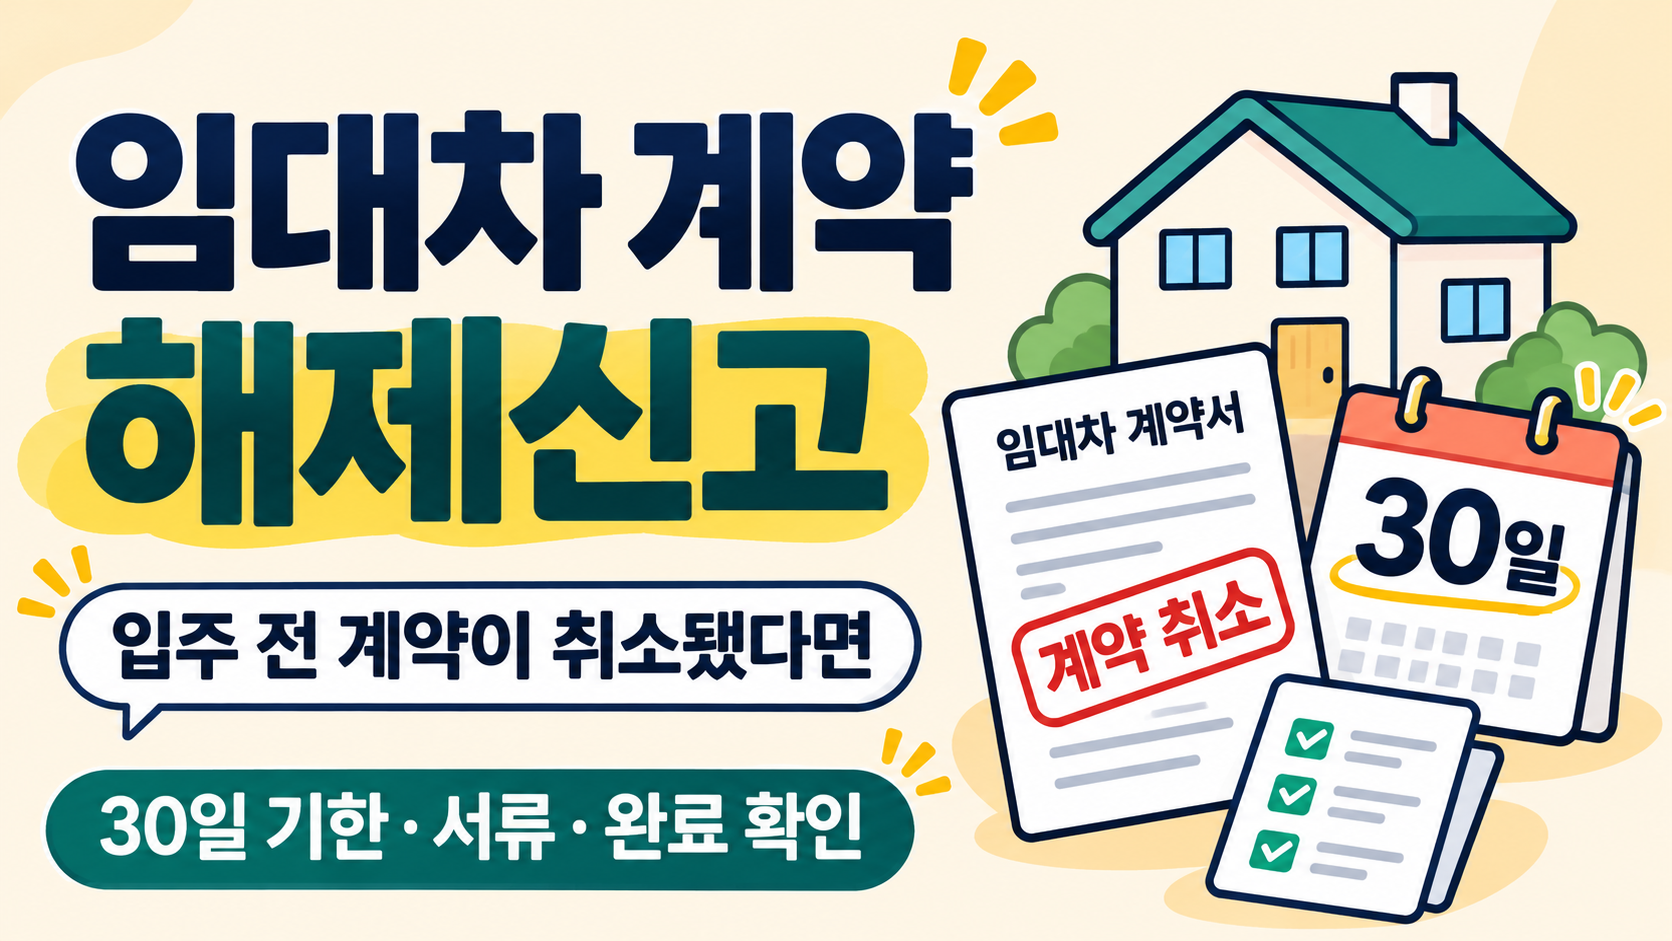 임대차 계약
해제신고
입주 전 계약이 취소됐다면
30일 기한 · 서류 · 완료 확인
임대차 계약서
계약 취소
30일